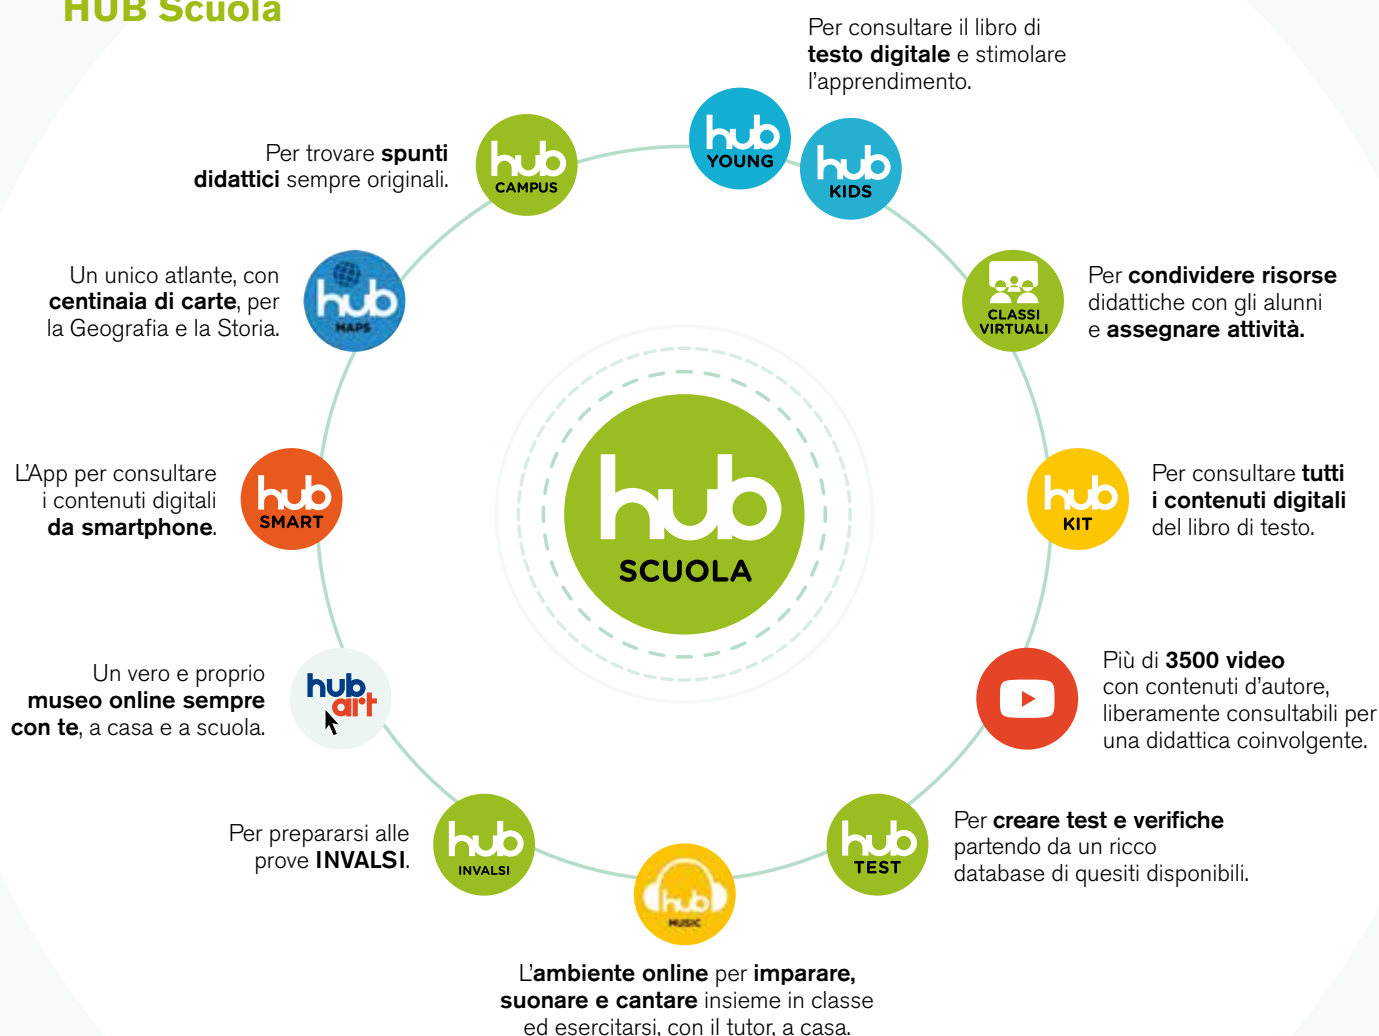 HUB Scuola
Per consultare il libro di
testo digitale e stimolare
l'apprendimento.
hub
YOUNG
hub
KIDS
Per trovare spunti
didattici sempre originali.
hub
CAMPUS
Un unico atlante, con
centinaia di carte, per
la Geografia e la Storia.
hub
MAPS
CLASSI
VIRTUALI
Per condividere risorse
didattiche con gli alunni
e assegnare attività.
L'App per consultare
i contenuti digitali
da smartphone.
hub
SMART
hub
SCUOLA
hub
KIT
Per consultare tutti
i contenuti digitali
del libro di testo.
Un vero e proprio
museo online sempre
con te, a casa e a scuola.
hub
art
Più di 3500 video
con contenuti d'autore,
liberamente consultabili per
una didattica coinvolgente.
Per prepararsi alle
prove INVALSI.
hub
INVALSI
hub
MUSIC
hub
TEST
Per creare test e verifiche
partendo da un ricco
database di quesiti disponibili.
L'ambiente online per imparare,
suonare e cantare insieme in classe
ed esercitarsi, con il tutor, a casa.